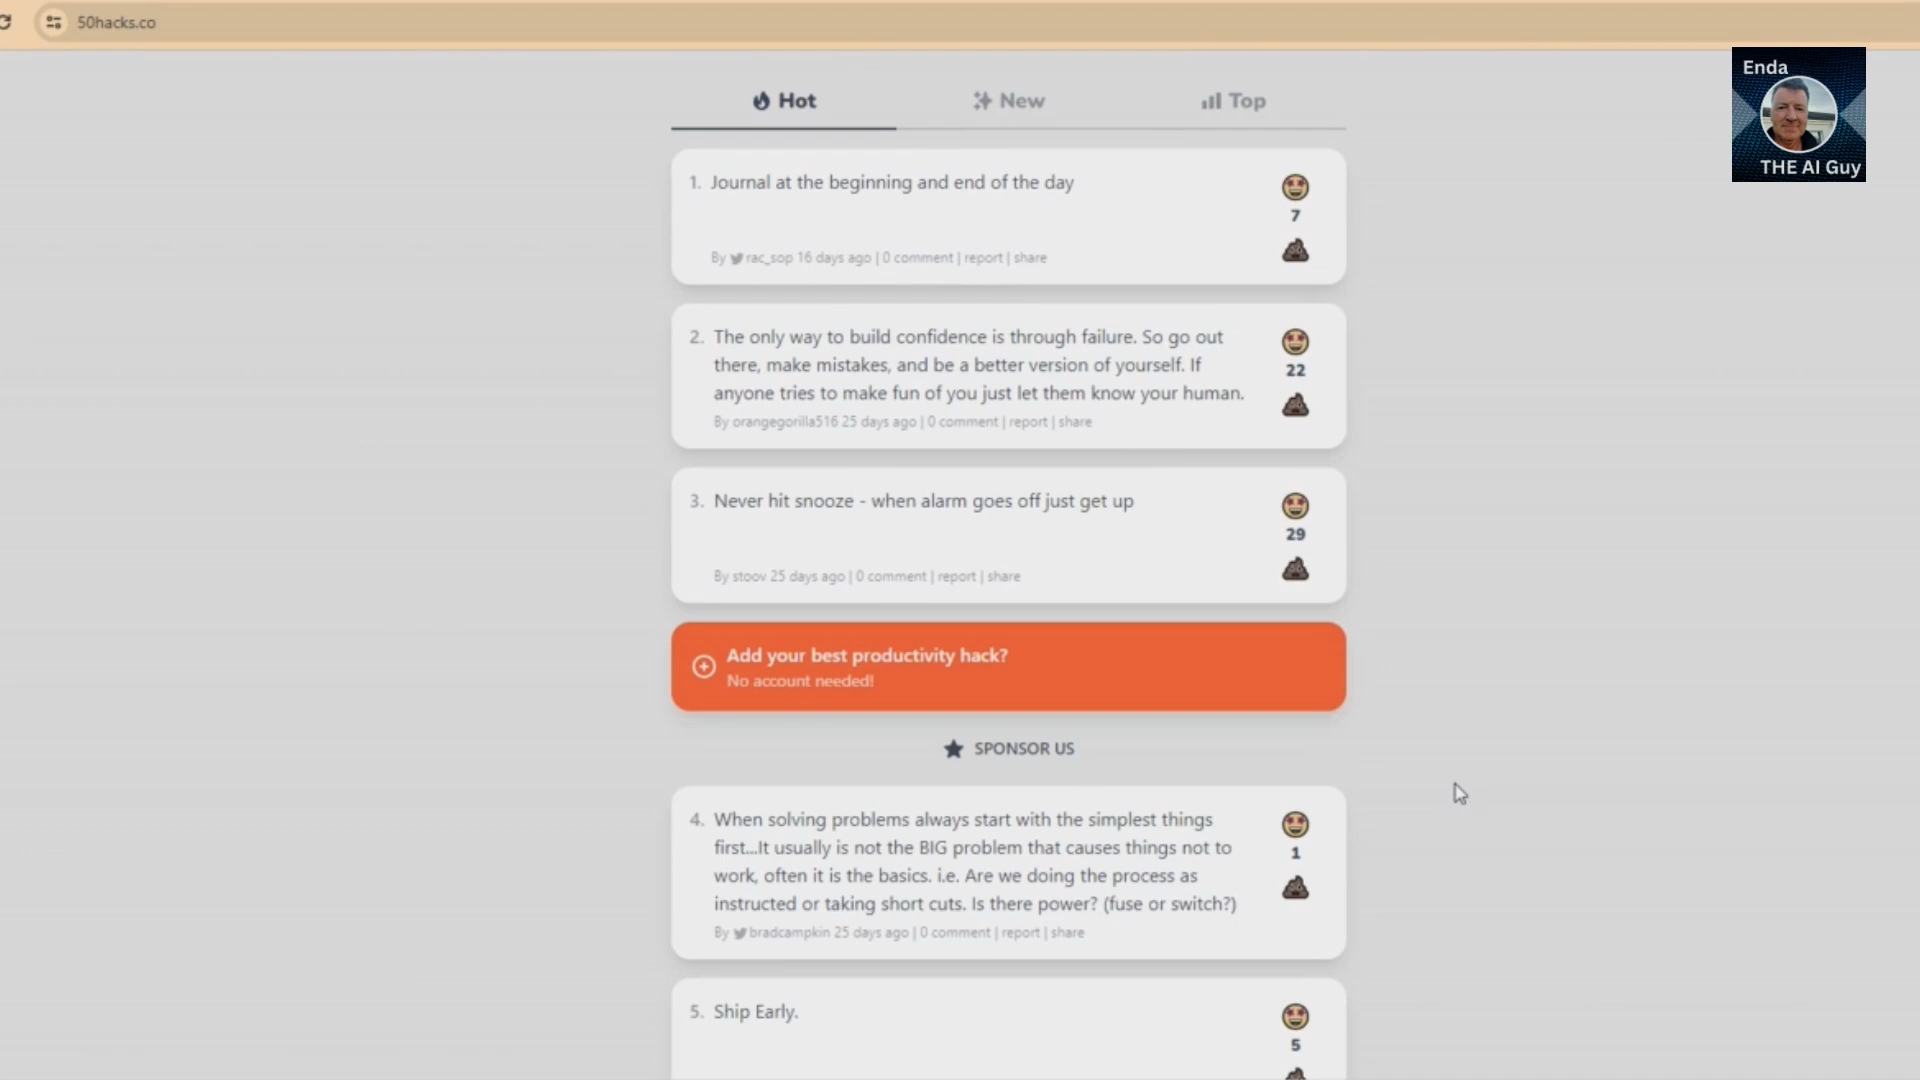 50hacks.co
Enda
THE AI Guy
Hot
New
Top
1. Journal at the beginning and end of the day
7
By rac_sop 16 days ago | 0 comment | report | share
2. The only way to build confidence is through failure. So go out
there, make mistakes, and be a better version of yourself. If
anyone tries to make fun of you just let them know your human.
22
By orangegorilla516 25 days ago | 0 comment | report | share
3. Never hit snooze - when alarm goes off just get up
29
By stoov 25 days ago | 0 comment | report | share
Add your best productivity hack?
No account needed!
SPONSOR US
4. When solving problems always start with the simplest things
first...It usually is not the BIG problem that causes things not to
work, often it is the basics. i.e. Are we doing the process as
instructed or taking short cuts. Is there power? (fuse or switch?)
1
By bradcampkin 25 days ago | 0 comment | report | share
5. Ship Early.
5